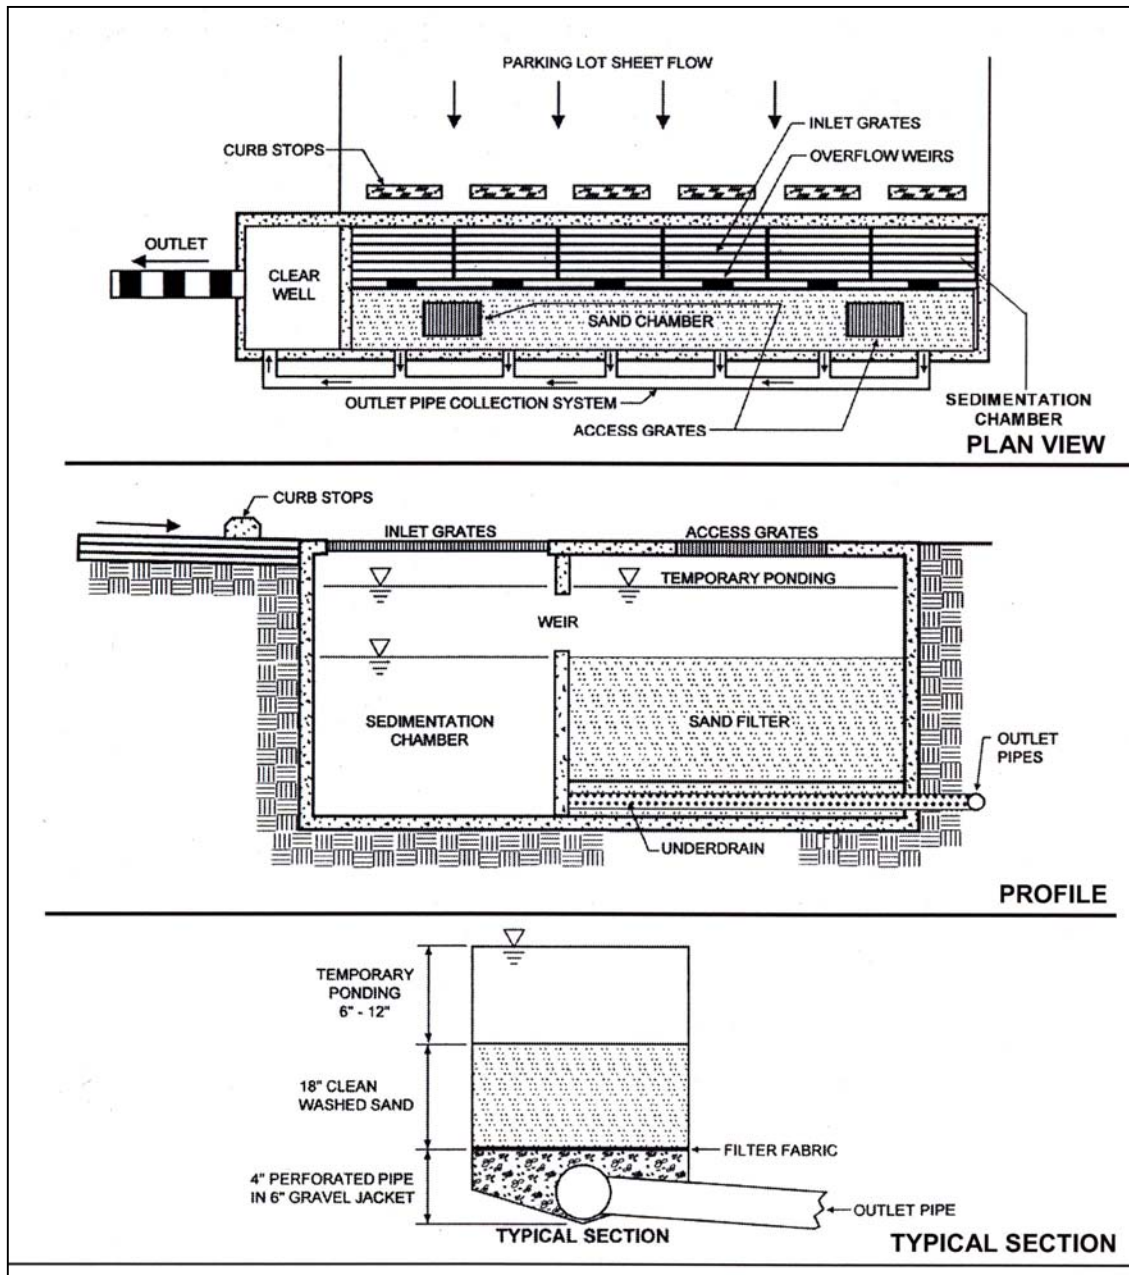 PARKING LOT SHEET FLOW
INLET GRATES
CURB STOPS
OVERFLOW WEIRS
OUTLET
CLEAR
WELL
SAND CHAMBER
OUTLET PIPE COLLECTION SYSTEM
SEDIMENTATION
CHAMBER
ACCESS GRATES
PLAN VIEW
CURB STOPS
INLET GRATES
ACCESS GRATES
TEMPORARY PONDING
WEIR
SEDIMENTATION
CHAMBER
SAND FILTER
OUTLET
PIPES
UNDERDRAIN
PROFILE
TEMPORARY
PONDING
6" - 12"
18" CLEAN
WASHED SAND
FILTER FABRIC
4" PERFORATED PIPE
IN 6" GRAVEL JACKET
OUTLET PIPE
TYPICAL SECTION
TYPICAL SECTION